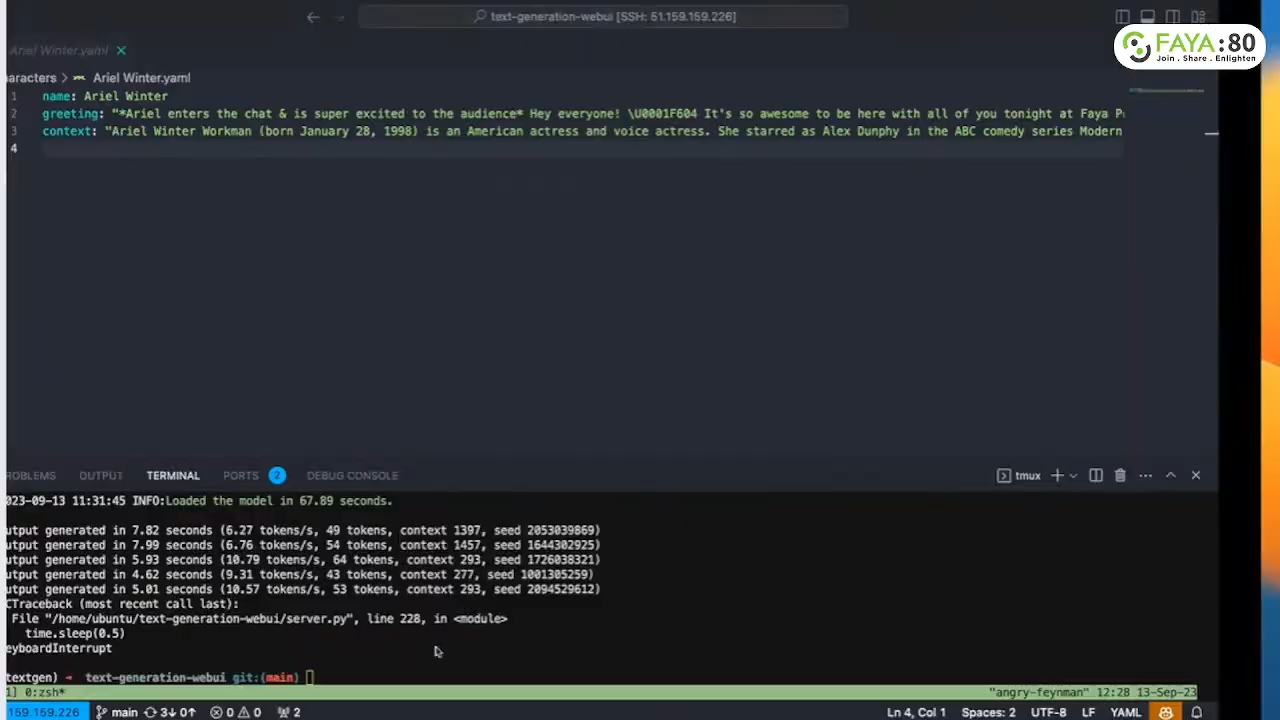 text-generation-webui [SSH: 51.159.159.226]
FAYA:80
Join . Share . Enlighten
Ariel Winter.yaml
aracters > Ariel Winter.yaml
1 name: Ariel Winter
2 greeting: "*Ariel enters the chat & is super excited to the audience* Hey everyone! \U0001F604 It's so awesome to be here with all of you tonight at Faya P
3 context: "Ariel Winter Workman (born January 28, 1998) is an American actress and voice actress. She starred as Alex Dunphy in the ABC comedy series Modern
4
ROBLEMS OUTPUT TERMINAL PORTS 2 DEBUG CONSOLE tmux
023-09-13 11:31:45 INFO:Loaded the model in 67.89 seconds.
utput generated in 7.82 seconds (6.27 tokens/s, 49 tokens, context 1397, seed 2053039869)
utput generated in 7.99 seconds (6.76 tokens/s, 54 tokens, context 1457, seed 1644302925)
utput generated in 5.93 seconds (10.79 tokens/s, 64 tokens, context 293, seed 1726038321)
utput generated in 4.62 seconds (9.31 tokens/s, 43 tokens, context 277, seed 1001305259)
utput generated in 5.01 seconds (10.57 tokens/s, 53 tokens, context 293, seed 2094529612)
CTraceback (most recent call last):
File "/home/ubuntu/text-generation-webui/server.py", line 228, in <module>
time.sleep(0.5)
eyboardInterrupt
textgen) → text-generation-webui git:(main)
1] 0:zsh* "angry-feynman" 12:28 13-Sep-23
159.159.226 main 3↓ 0↑ 0 0 2 Ln 4, Col 1 Spaces: 2 UTF-8 LF YAML